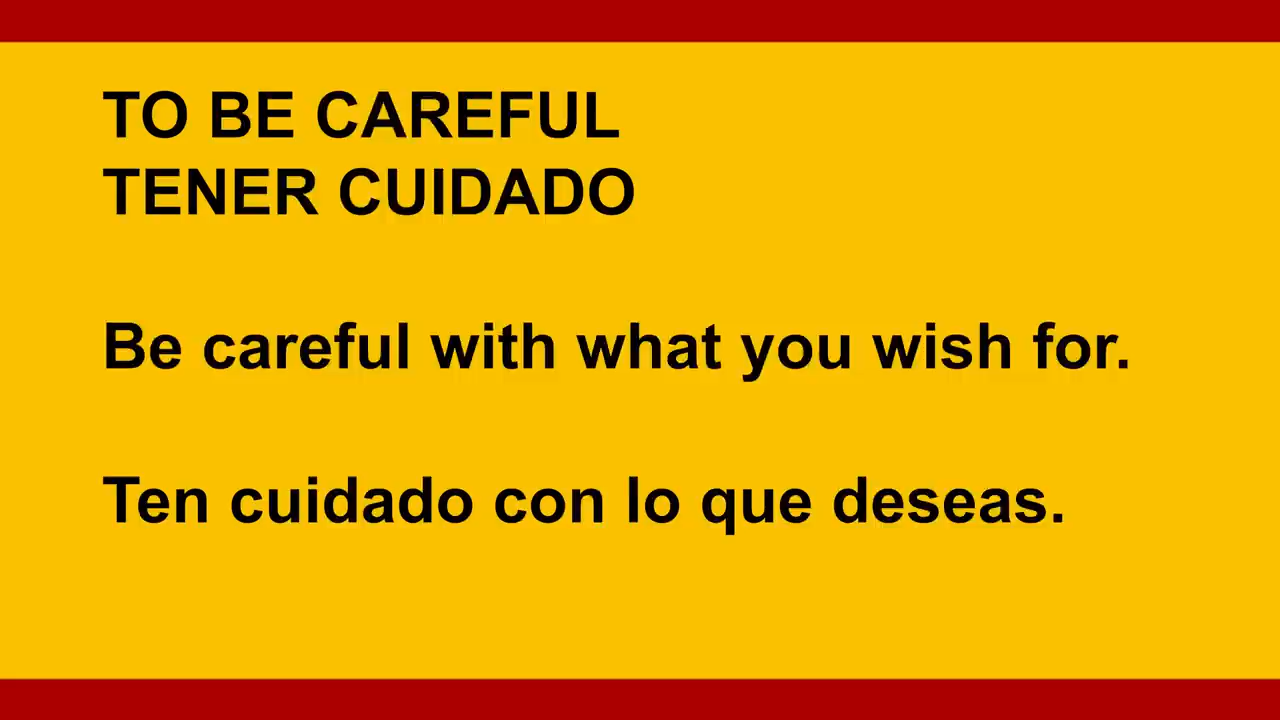 TO BE CAREFUL
TENER CUIDADO
Be careful with what you wish for.
Ten cuidado con lo que deseas.